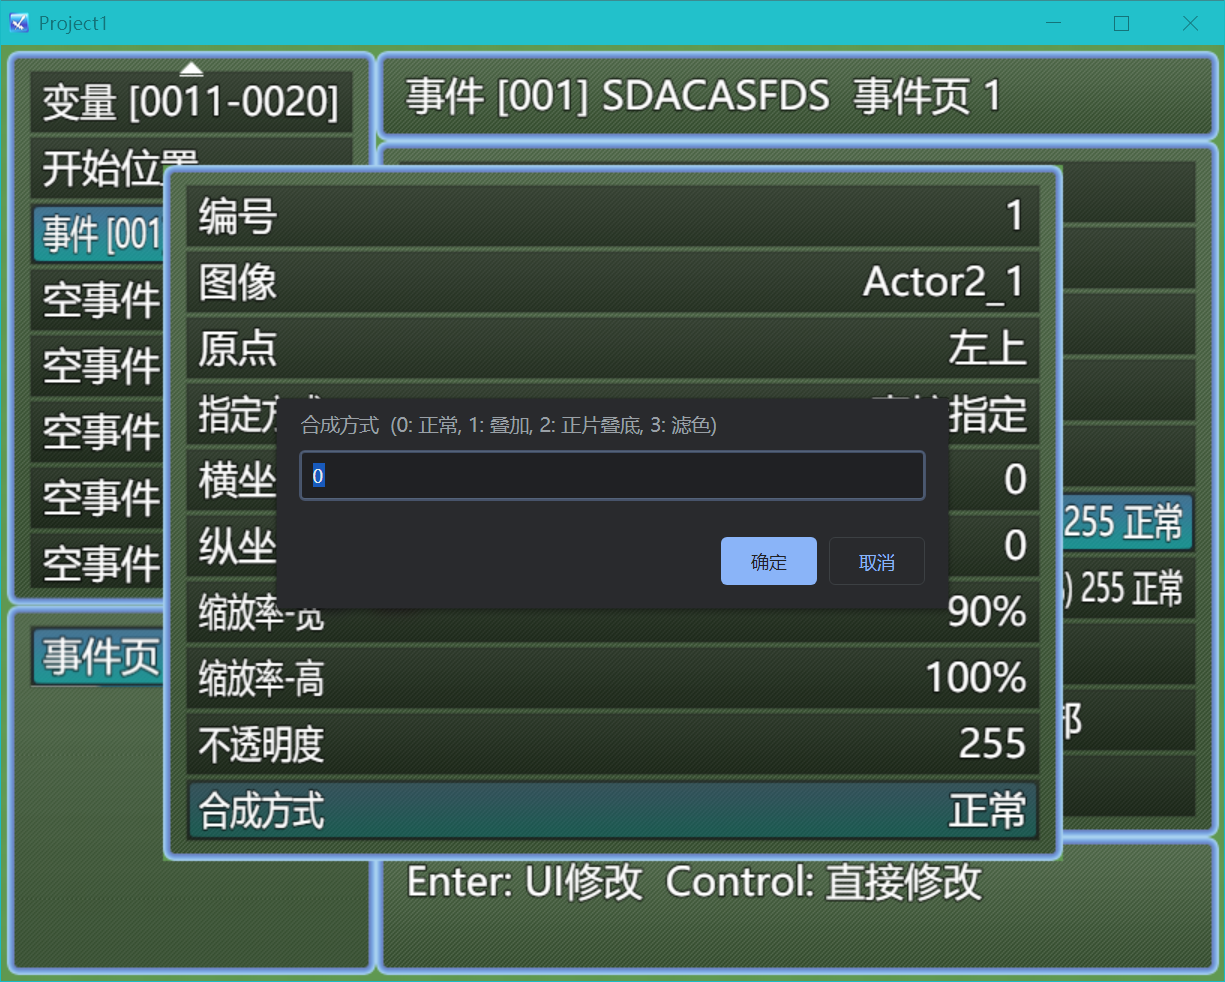 Project1
变量 [0011-0020]
开始位置
事件 [001]
空事件
空事件
空事件
空事件
空事件
事件页
事件 [001] SDACASFDS 事件页 1
编号 1
图像 Actor2_1
原点 左上
指定方式 直接指定
横坐 0
纵坐 0
缩放率-宽 90%
缩放率-高 100%
不透明度 255
合成方式 正常
合成方式 (0: 正常, 1: 叠加, 2: 正片叠底, 3: 滤色)
0
确定 取消
255 正常
) 255 正常
Enter: UI修改 Control: 直接修改